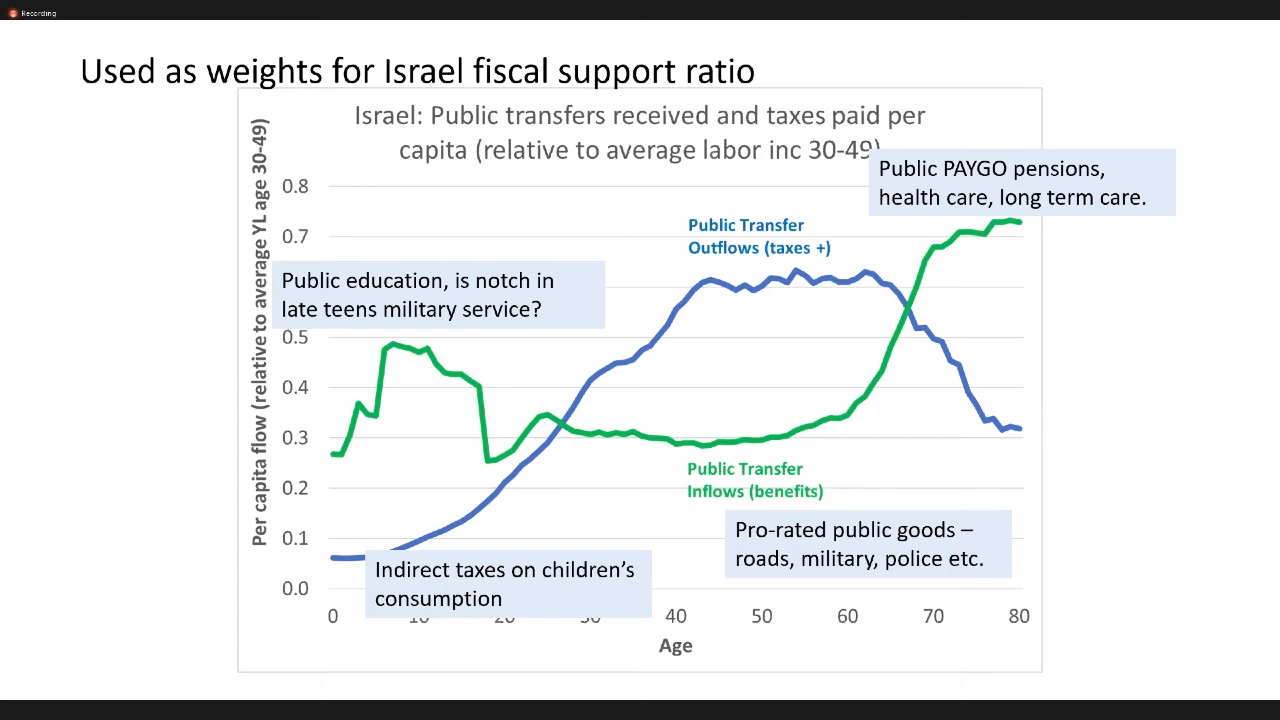 Recording
Used as weights for Israel fiscal support ratio
Israel: Public transfers received and taxes paid per
capita (relative to average labor inc 30-49)
Public PAYGO pensions,
health care, long term care.
Per capita flow (relative to average YL age 30-49)
0.8
0.7
0.5
0.4
0.3
0.2
0.1
0.0
Public Transfer
Outflows (taxes +)
Public education, is notch in
late teens military service?
Public Transfer
Inflows (benefits)
Pro-rated public goods –
roads, military, police etc.
Indirect taxes on children’s
consumption
0 10 20 30 40 50 60 70 80
Age